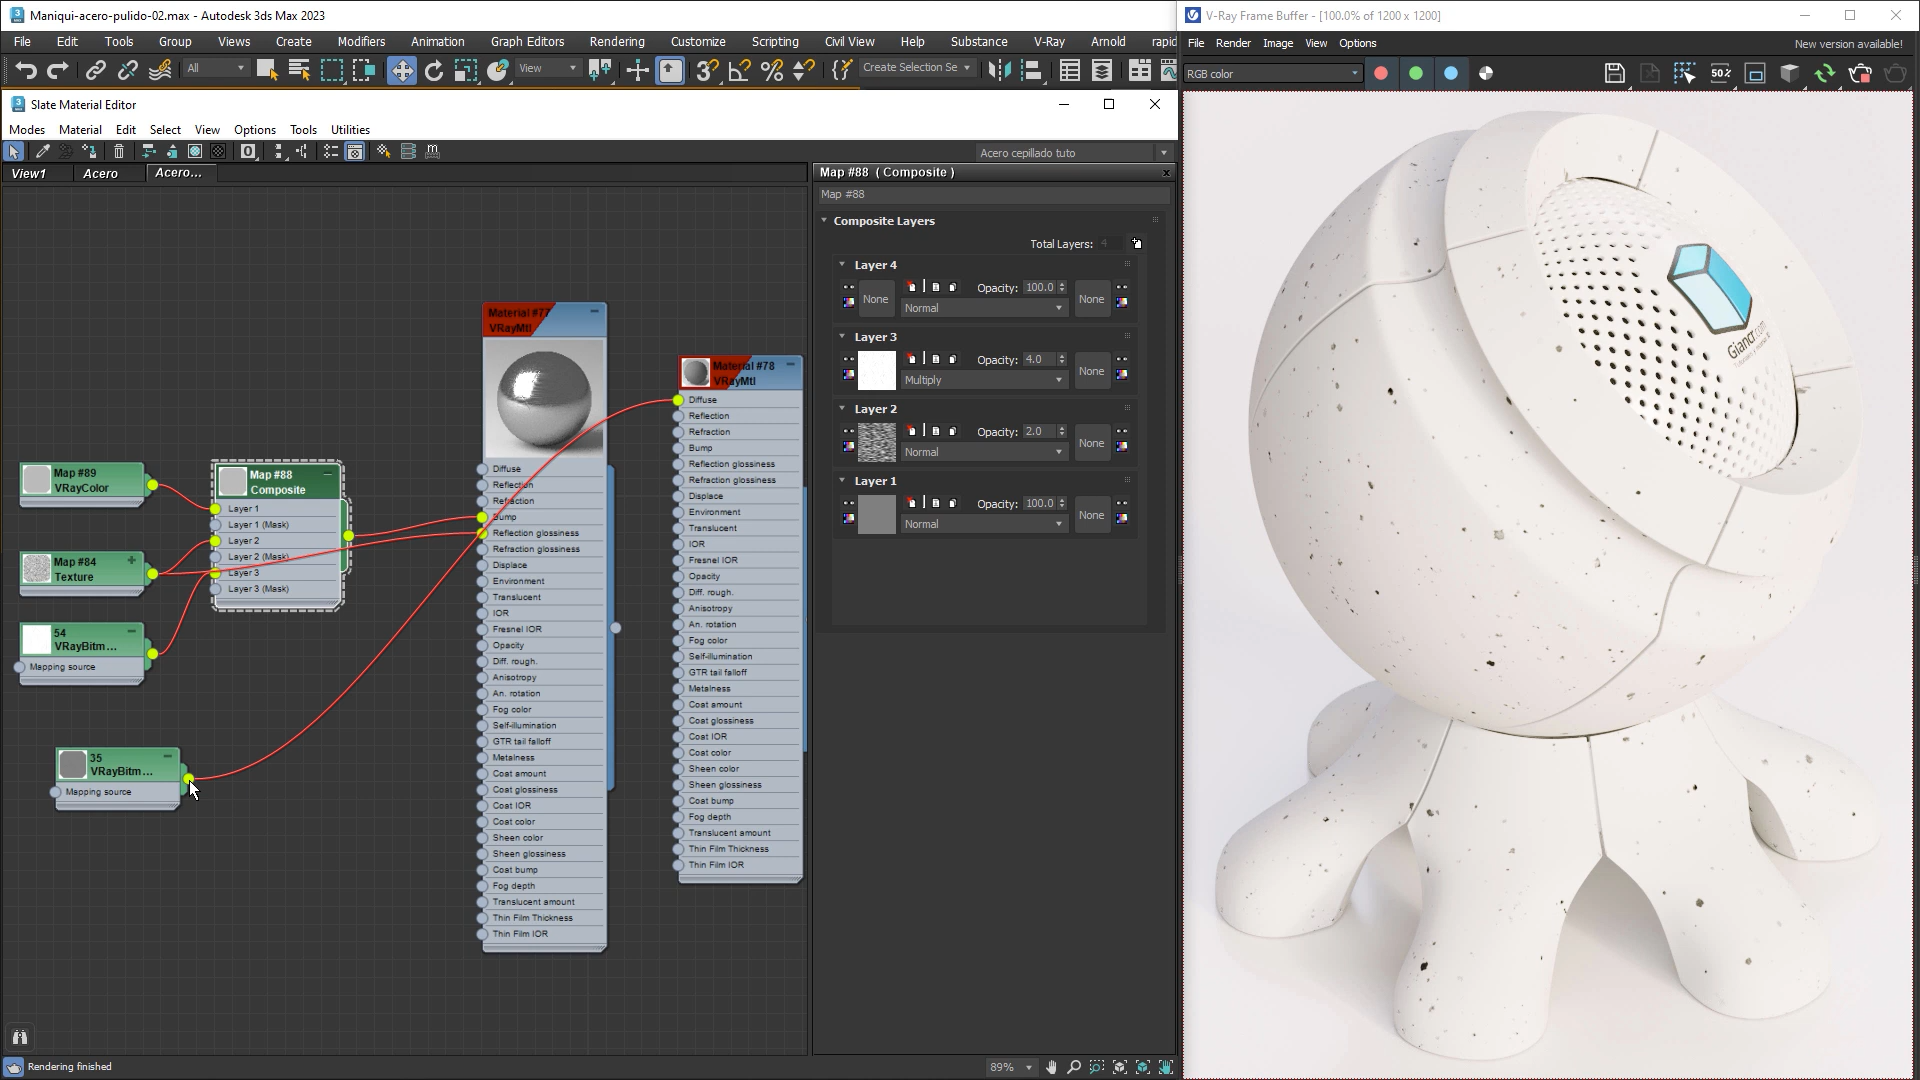 Maniqui-acero-pulido-02.max - Autodesk 3ds Max 2023
File Edit Tools Group Views Create Modifiers Animation Graph Editors Rendering Customize Scripting Civil View Help Substance V-Ray Arnold rapid
All
View
Create Selection Se
Slate Material Editor
Modes Material Edit Select View Options Tools Utilities
Acero cepillado tuto
View1 Acero Acero...
Material #77
VRayMtl
Diffuse
Reflection
Refraction
Bump
Reflection glossiness
Refraction glossiness
Displace
Environment
Translucent
IOR
Fresnel IOR
Opacity
Diff. rough.
Anisotropy
An. rotation
Fog color
Self-illumination
GTR tail falloff
Metalness
Coat amount
Coat glossiness
Coat IOR
Coat color
Sheen color
Sheen glossiness
Coat bump
Fog depth
Translucent amount
Thin Film Thickness
Thin Film IOR
Material #78
VRayMtl
Diffuse
Reflection
Refraction
Bump
Reflection glossiness
Refraction glossiness
Displace
Environment
Translucent
IOR
Fresnel IOR
Opacity
Diff. rough.
Anisotropy
An. rotation
Fog color
Self-illumination
GTR tail falloff
Metalness
Coat amount
Coat glossiness
Coat IOR
Coat color
Sheen color
Sheen glossiness
Coat bump
Fog depth
Translucent amount
Thin Film Thickness
Thin Film IOR
Map #89
VRayColor
Map #88
Composite
Layer 1
Layer 1 (Mask)
Layer 2
Layer 2 (Mask)
Layer 3
Layer 3 (Mask)
Map #84
Texture
54
VRayBitm...
Mapping source
35
VRayBitm...
Mapping source
Rendering finished
89%
Map #88 ( Composite )
Map #88
Composite Layers
Total Layers: 4
Layer 4
None Opacity: 100.0 None
Normal
Layer 3
Opacity: 4.0 None
Multiply
Layer 2
Opacity: 2.0 None
Normal
Layer 1
Opacity: 100.0 None
Normal
V-Ray Frame Buffer - [100.0% of 1200 x 1200]
File Render Image View Options
New version available!
RGB color
50%
Giancr.com